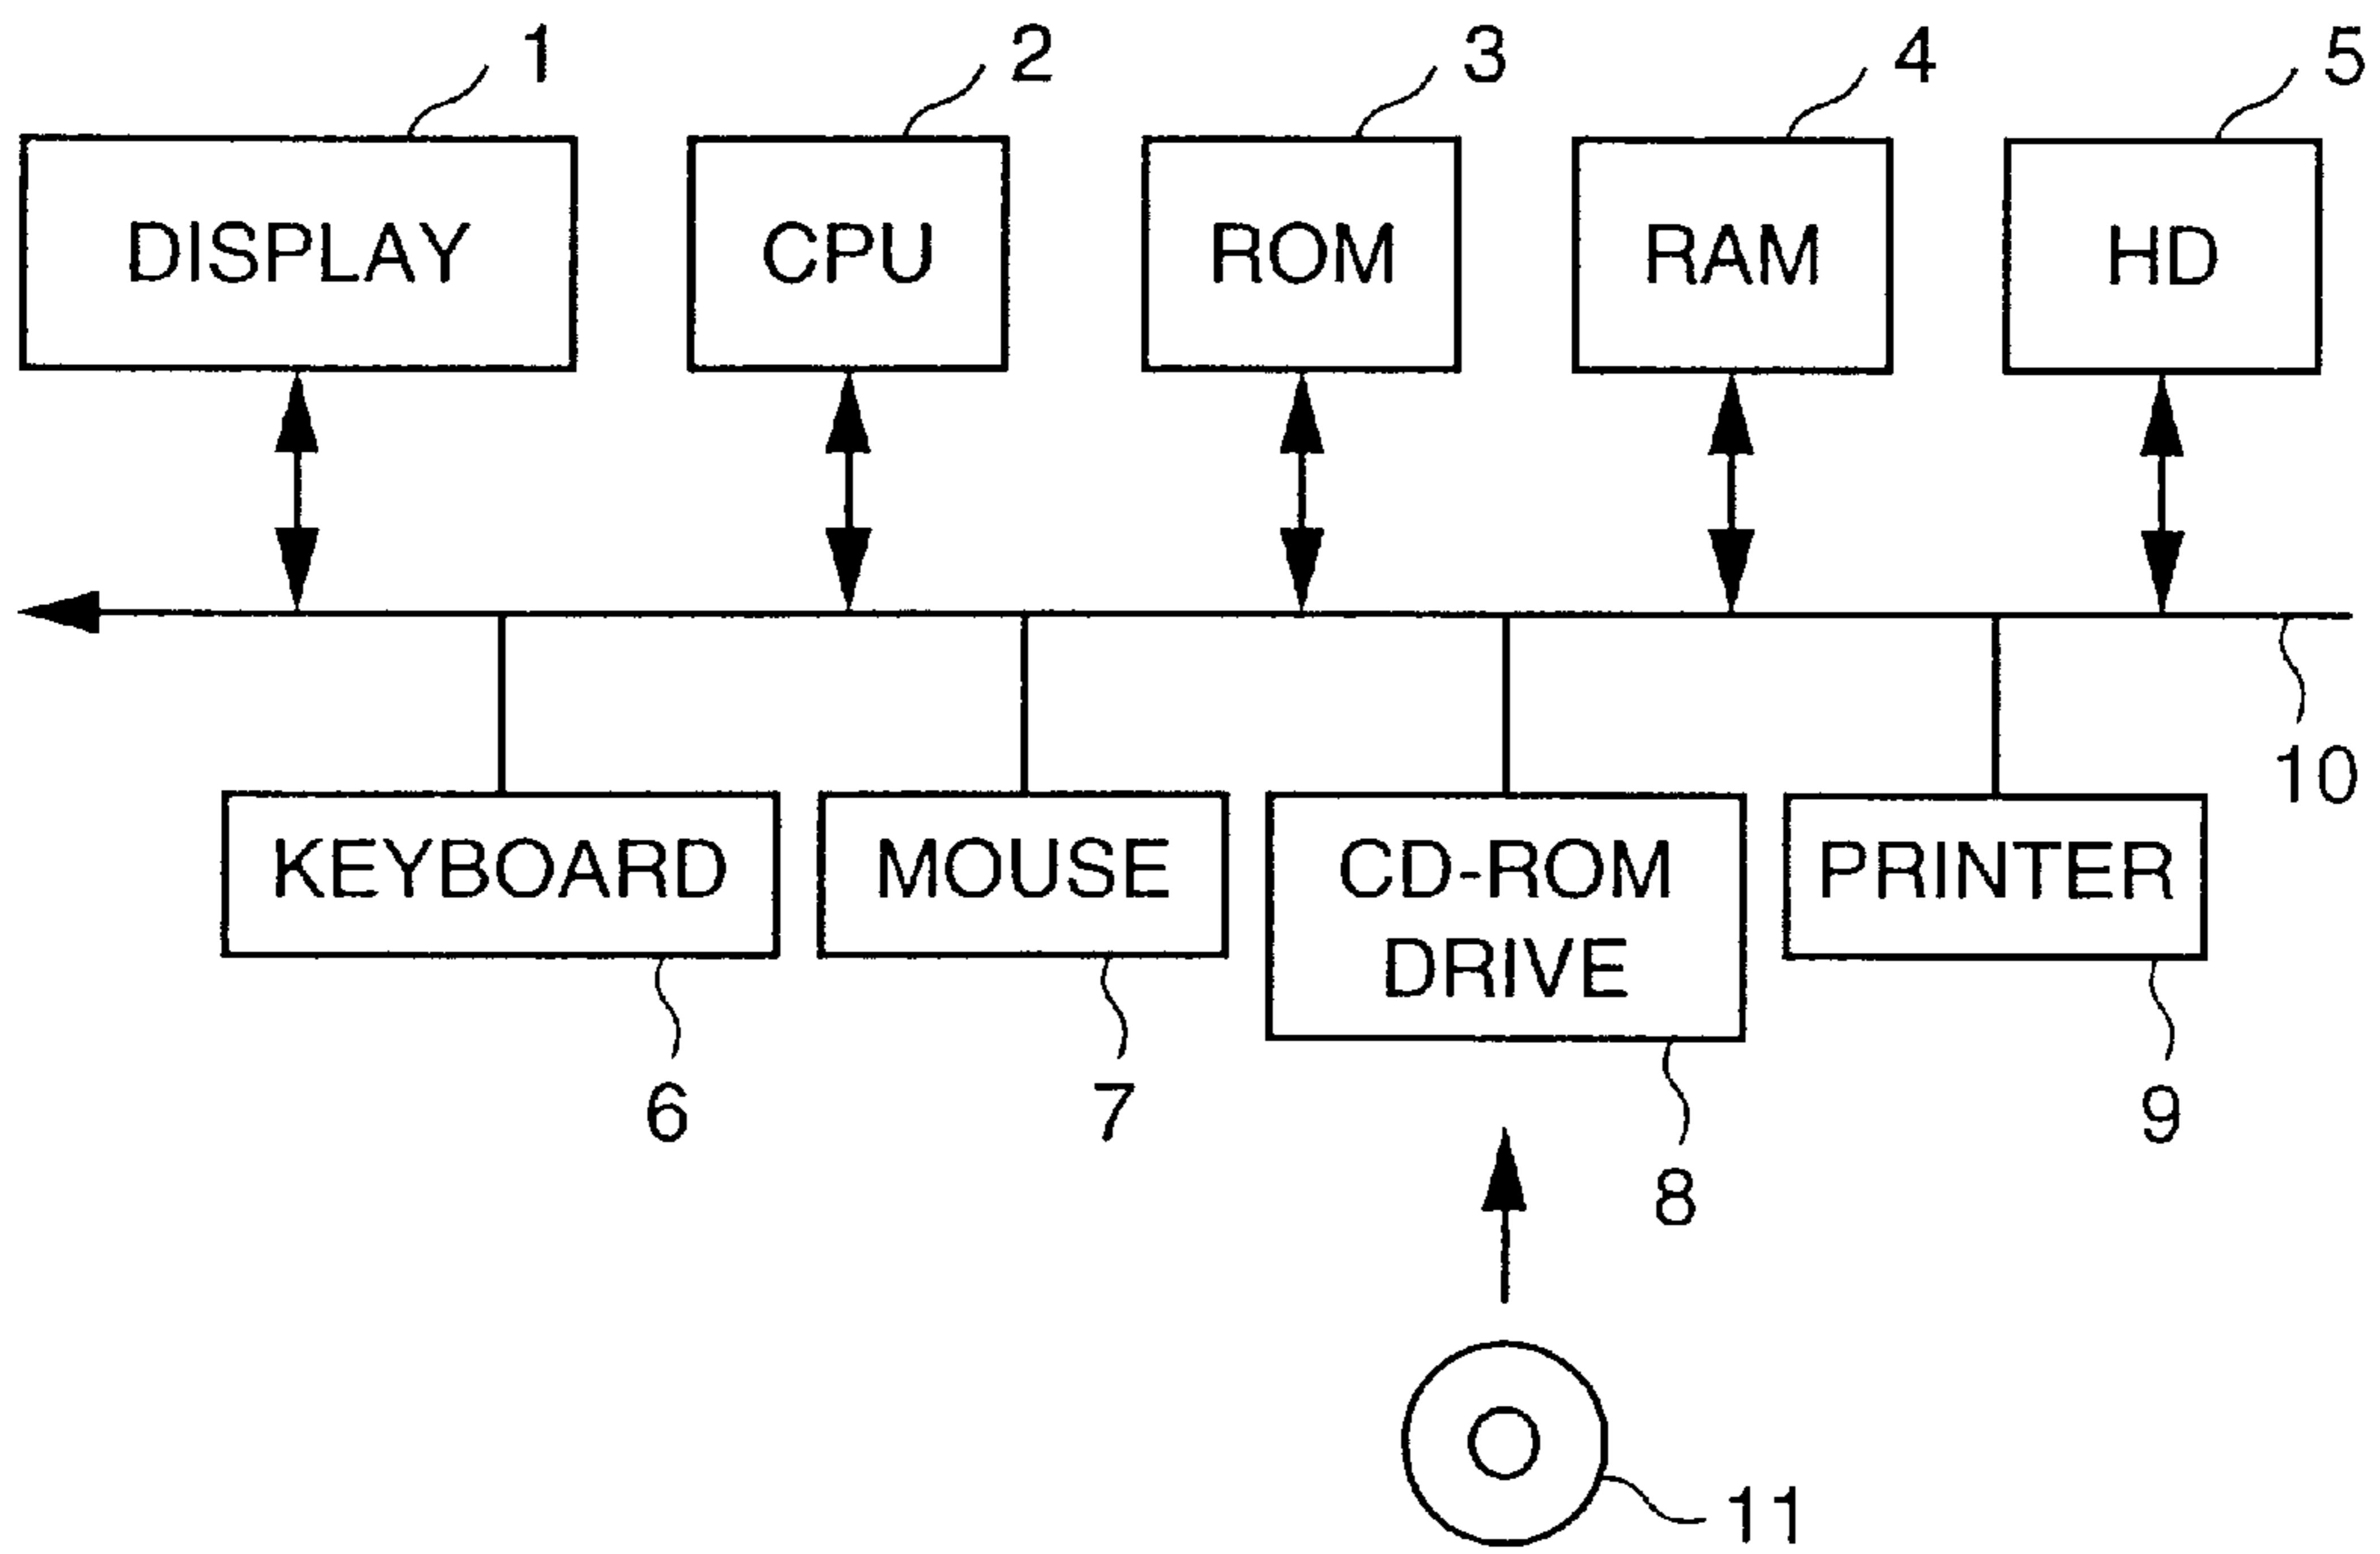 1 2 3 4 5
DISPLAY CPU ROM RAM HD
10
KEYBOARD MOUSE CD-ROM DRIVE PRINTER
6 7 8 9
11